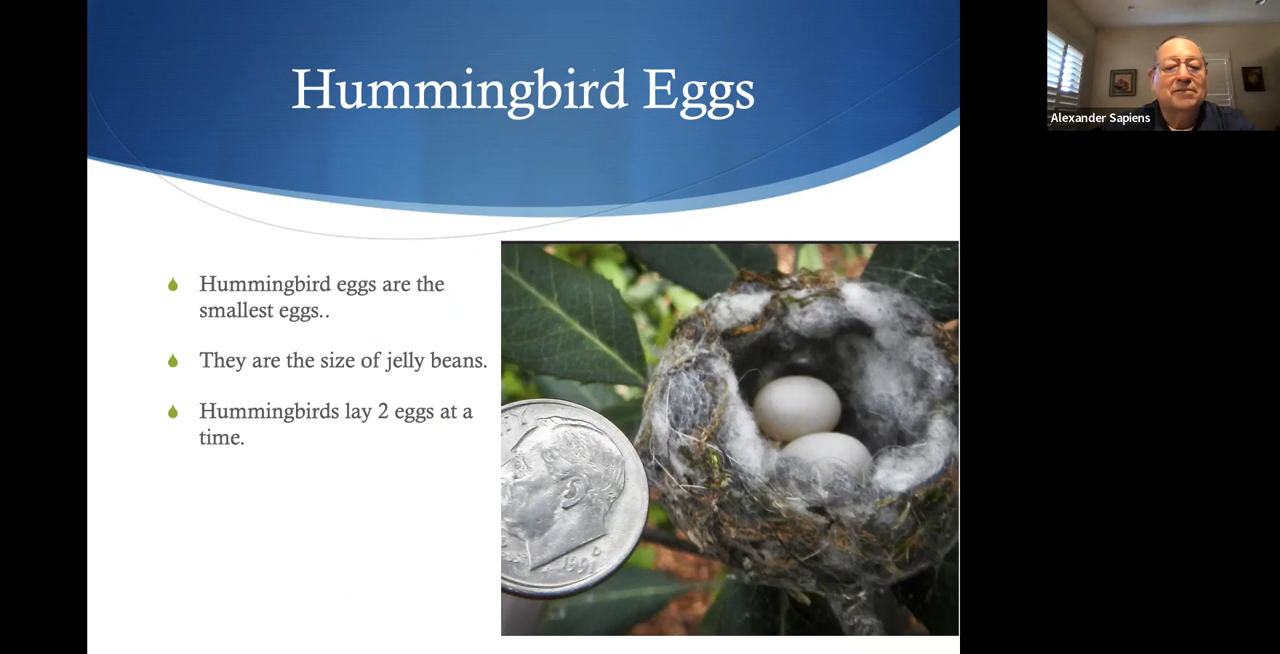 Hummingbird Eggs
Alexander Sapiens
Hummingbird eggs are the
smallest eggs..
They are the size of jelly beans.
Hummingbirds lay 2 eggs at a
time.